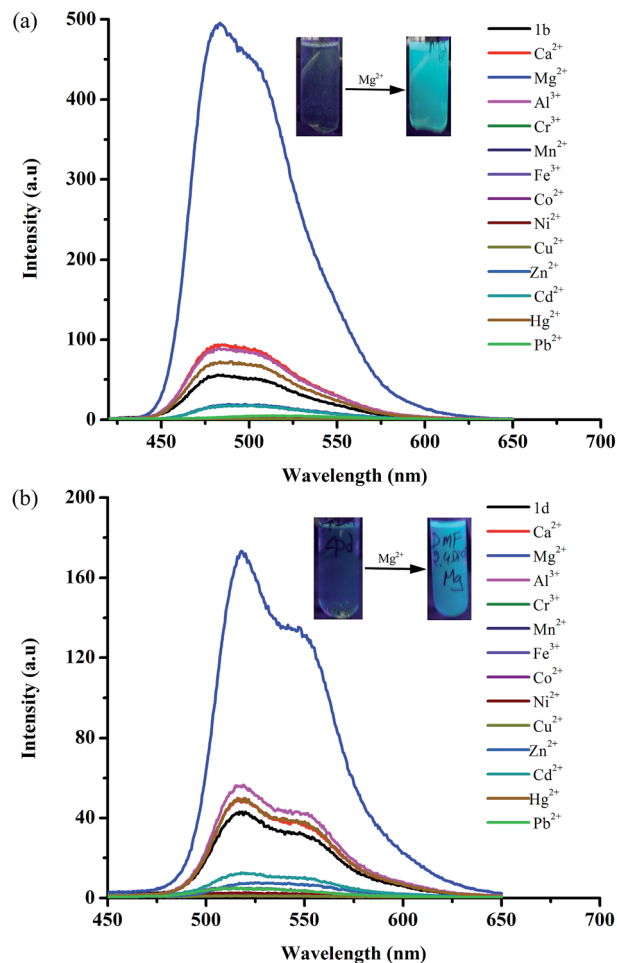 (a)
500
400
300
200
100
0
Intensity (a.u)
450
500
550
600
650
700
Wavelength (nm)
Mg²⁺
1b
Ca²⁺
Mg²⁺
Al³⁺
Cr³⁺
Mn²⁺
Fe³⁺
Co²⁺
Ni²⁺
Cu²⁺
Zn²⁺
Cd²⁺
Hg²⁺
Pb²⁺
(b)
200
160
120
80
40
0
Intensity (a.u)
450
500
550
600
650
700
Wavelength (nm)
4pd
Mg²⁺
DMF
Mg
1d
Ca²⁺
Mg²⁺
Al³⁺
Cr³⁺
Mn²⁺
Fe³⁺
Co²⁺
Ni²⁺
Cu²⁺
Zn²⁺
Cd²⁺
Hg²⁺
Pb²⁺